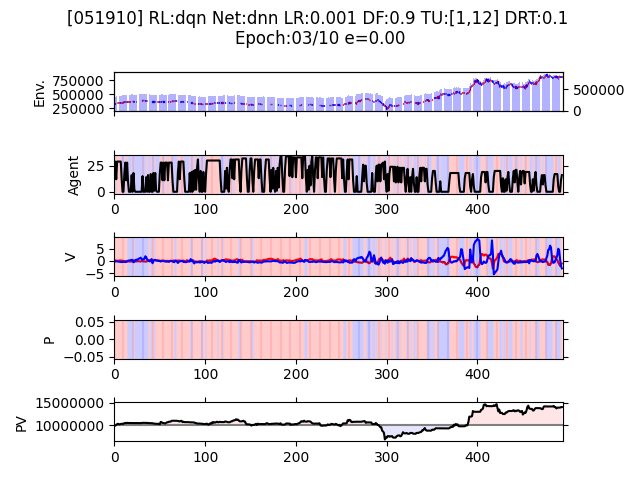 [051910] RL:dqn Net:dnn LR:0.001 DF:0.9 TU:[1,12] DRT:0.1
Epoch:03/10 e=0.00
Env.
750000
500000
250000
500000
0
Agent
25
0
0 100 200 300 400
V
5
0
−5
0 100 200 300 400
P
0.05
0.00
−0.05
0 100 200 300 400
PV
15000000
10000000
0 100 200 300 400